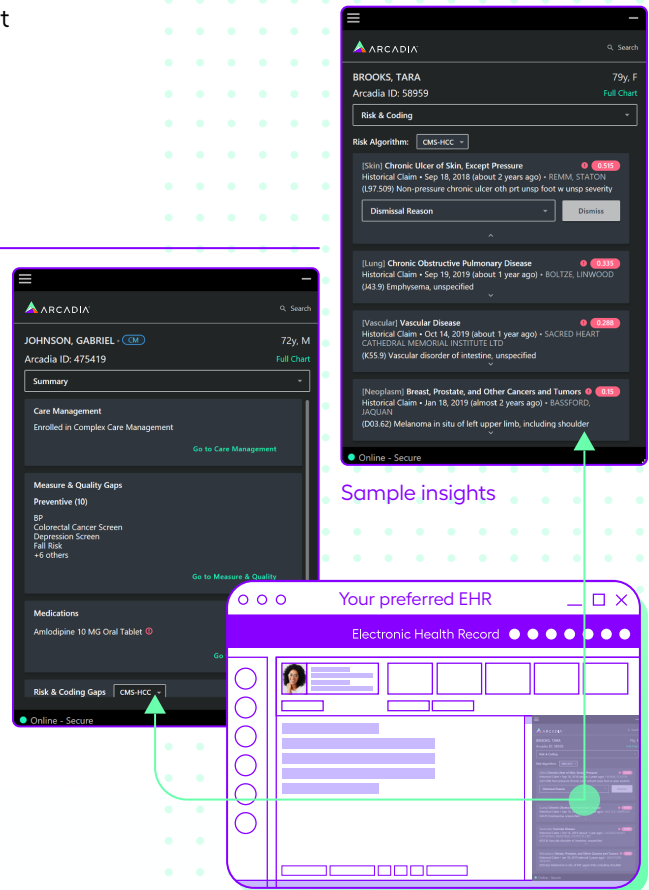 t
ARCADIA
Search
BROOKS, TARA 79y, F
Arcadia ID: 58959 Full Chart
Risk & Coding
Risk Algorithm: CMS-HCC
[Skin] Chronic Ulcer of Skin, Except Pressure 0.515
Historical Claim • Sep 18, 2018 (about 2 years ago) • REMM, STATON
(L97.509) Non-pressure chronic ulcer oth prt unsp foot w unsp severity
Dismissal Reason Dismiss
[Lung] Chronic Obstructive Pulmonary Disease 0.335
Historical Claim • Sep 19, 2019 (about 1 year ago) • BOLTZE, LINWOOD
(J43.9) Emphysema, unspecified
[Vascular] Vascular Disease 0.288
Historical Claim • Oct 14, 2019 (about 1 year ago) • SACRED HEART
CATHEDRAL MEMORIAL INSTITUTE LTD
(K55.9) Vascular disorder of intestine, unspecified
[Neoplasm] Breast, Prostate, and Other Cancers and Tumors 0.15
Historical Claim • Jan 18, 2019 (almost 2 years ago) • BASSFORD,
JAQUAN
(D03.62) Melanoma in situ of left upper limb, including shoulder
Online - Secure
Sample insights
ARCADIA
Search
JOHNSON, GABRIEL - CM 72y, M
Arcadia ID: 475419 Full Chart
Summary
Care Management
Enrolled in Complex Care Management
Go to Care Management
Measure & Quality Gaps
Preventive (10)
BP
Colorectal Cancer Screen
Depression Screen
Fall Risk
+6 others
Go to Measure & Quality
Medications
Amlodipine 10 MG Oral Tablet
Go
Risk & Coding Gaps CMS-HCC
Online - Secure
Your preferred EHR
Electronic Health Record